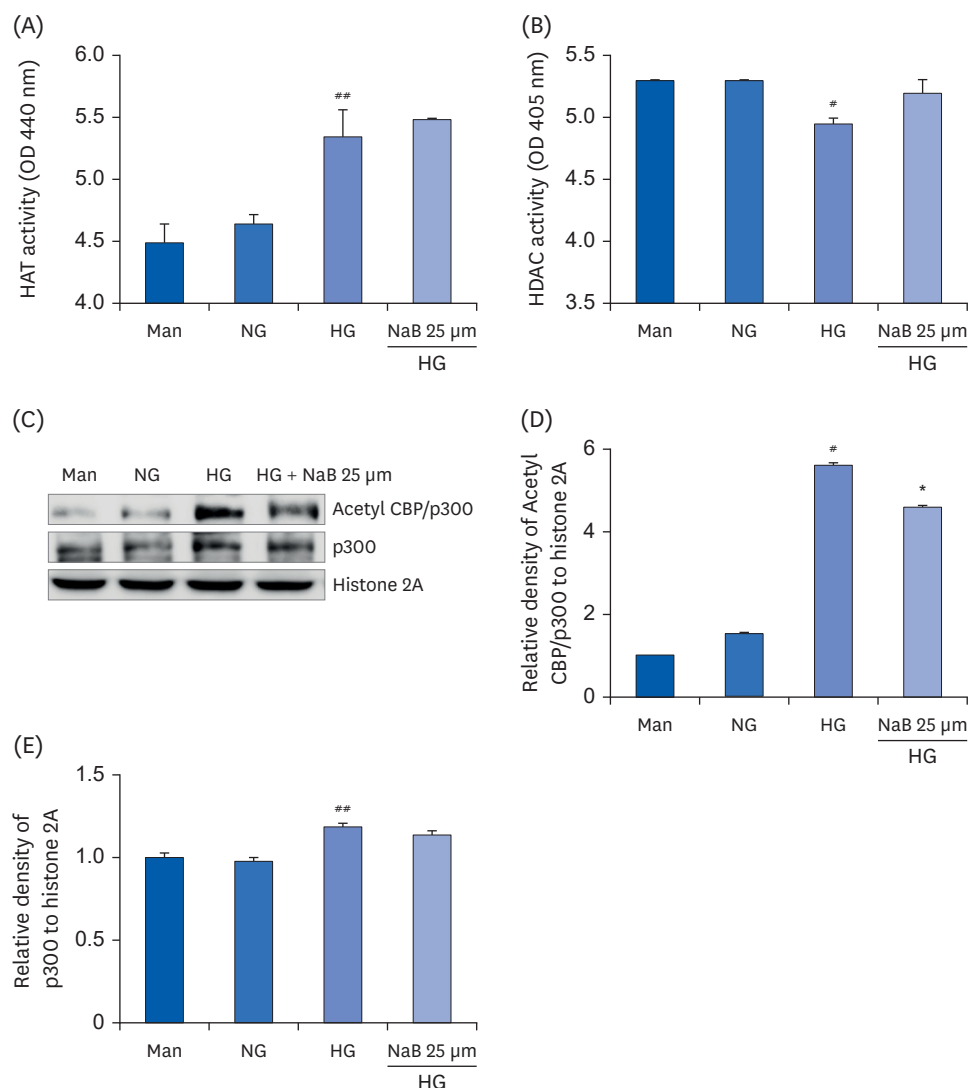 (A)
HAT activity (OD 440 nm)
6.0
5.5
5.0
4.5
4.0
##
Man NG HG NaB 25 µm
HG
(B)
HDAC activity (OD 405 nm)
5.5
5.0
5.5
5.0
4.5
3.5
#
Man NG HG NaB 25 µm
HG
(C)
Man NG HG HG + NaB 25 µm
Acetyl CBP/p300
p300
Histone 2A
(D)
Relative density of Acetyl
CBP/p300 to histone 2A
6
4
2
0
#
*
Man NG HG NaB 25 µm
HG
(E)
Relative density of
p300 to histone 2A
1.5
1.0
0.5
0
##
Man NG HG NaB 25 µm
HG